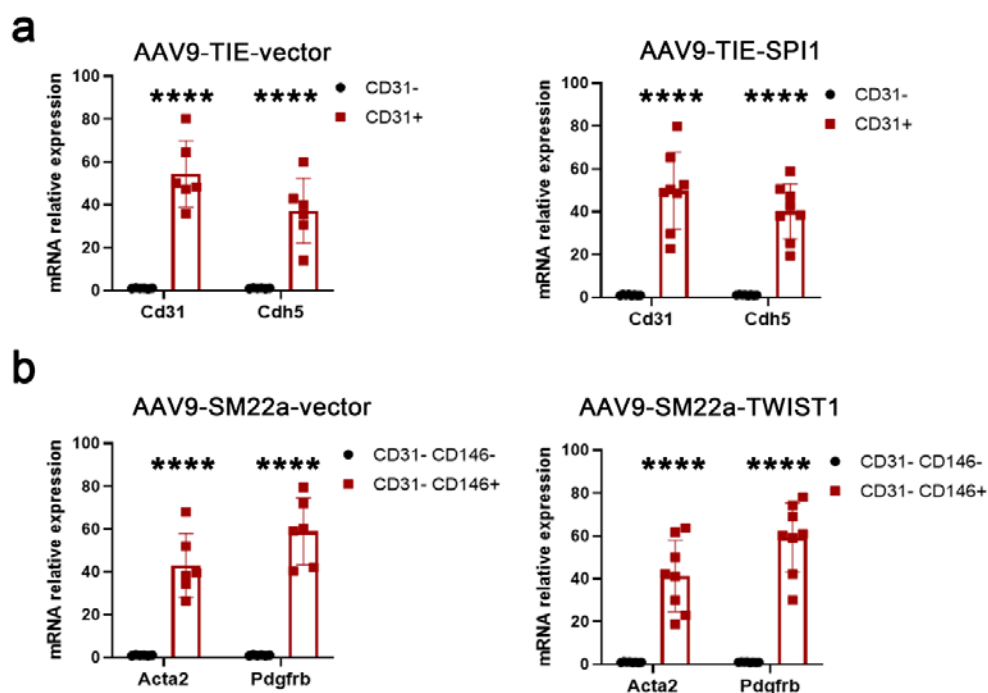 a
AAV9-TIE-vector
mRNA relative expression
100
80
60
40
20
0
****
****
CD31-
CD31+
Cd31
Cdh5
AAV9-TIE-SPI1
mRNA relative expression
100
80
60
40
20
0
****
****
CD31-
CD31+
Cd31
Cdh5
b
AAV9-SM22a-vector
mRNA relative expression
100
80
60
40
20
0
****
****
CD31- CD146-
CD31- CD146+
Acta2
Pdgfrb
AAV9-SM22a-TWIST1
mRNA relative expression
100
80
60
40
20
0
****
****
CD31- CD146-
CD31- CD146+
Acta2
Pdgfrb